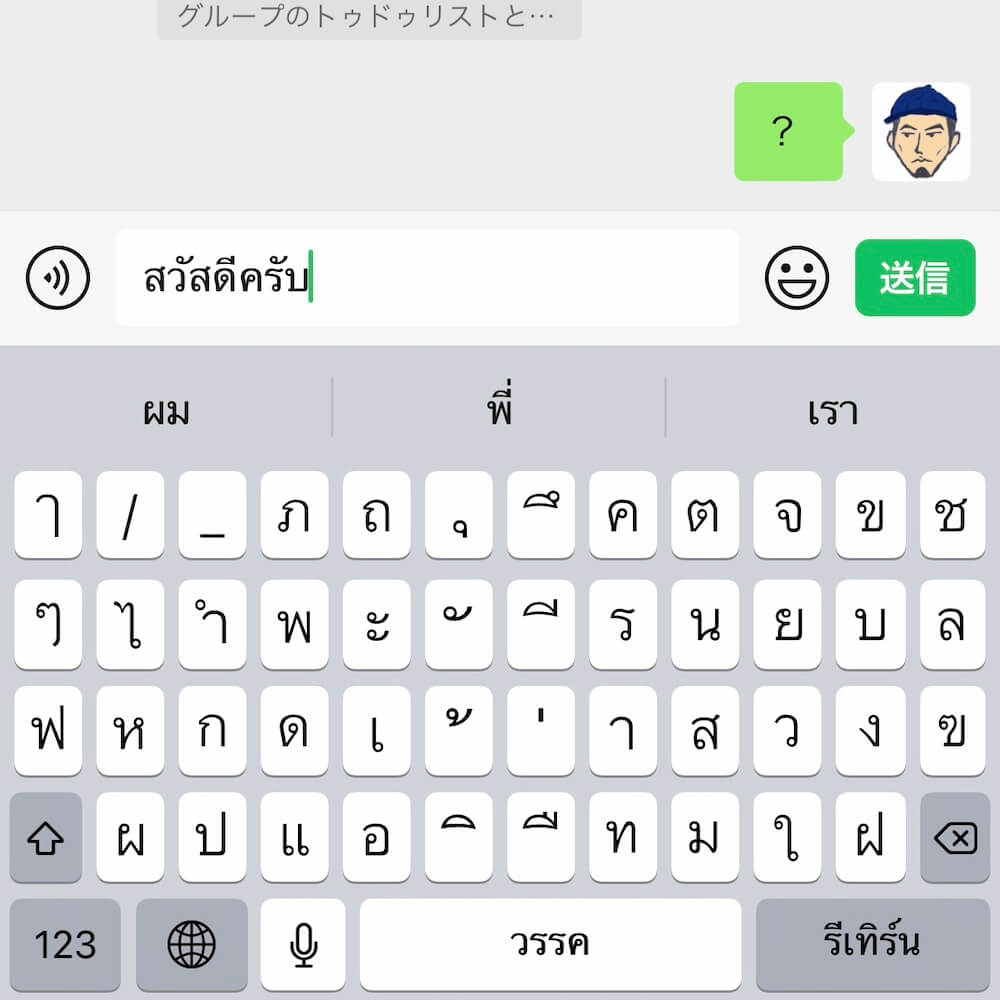 グループのトゥドゥリストと…
?
สวัสดีครับ
送信
ผม พี่ เรา
ๅ / _ ภ ถ ุ ึ ค ต จ ข ช
ๆ ไ ำ พ ะ ั ี ร น ย บ ล
ฟ ห ก ด เ ้ ่ า ส ว ง ฃ
ผ ป แ อ ิ ื ท ม ใ ฝ
123 วรรค รีเทิร์น